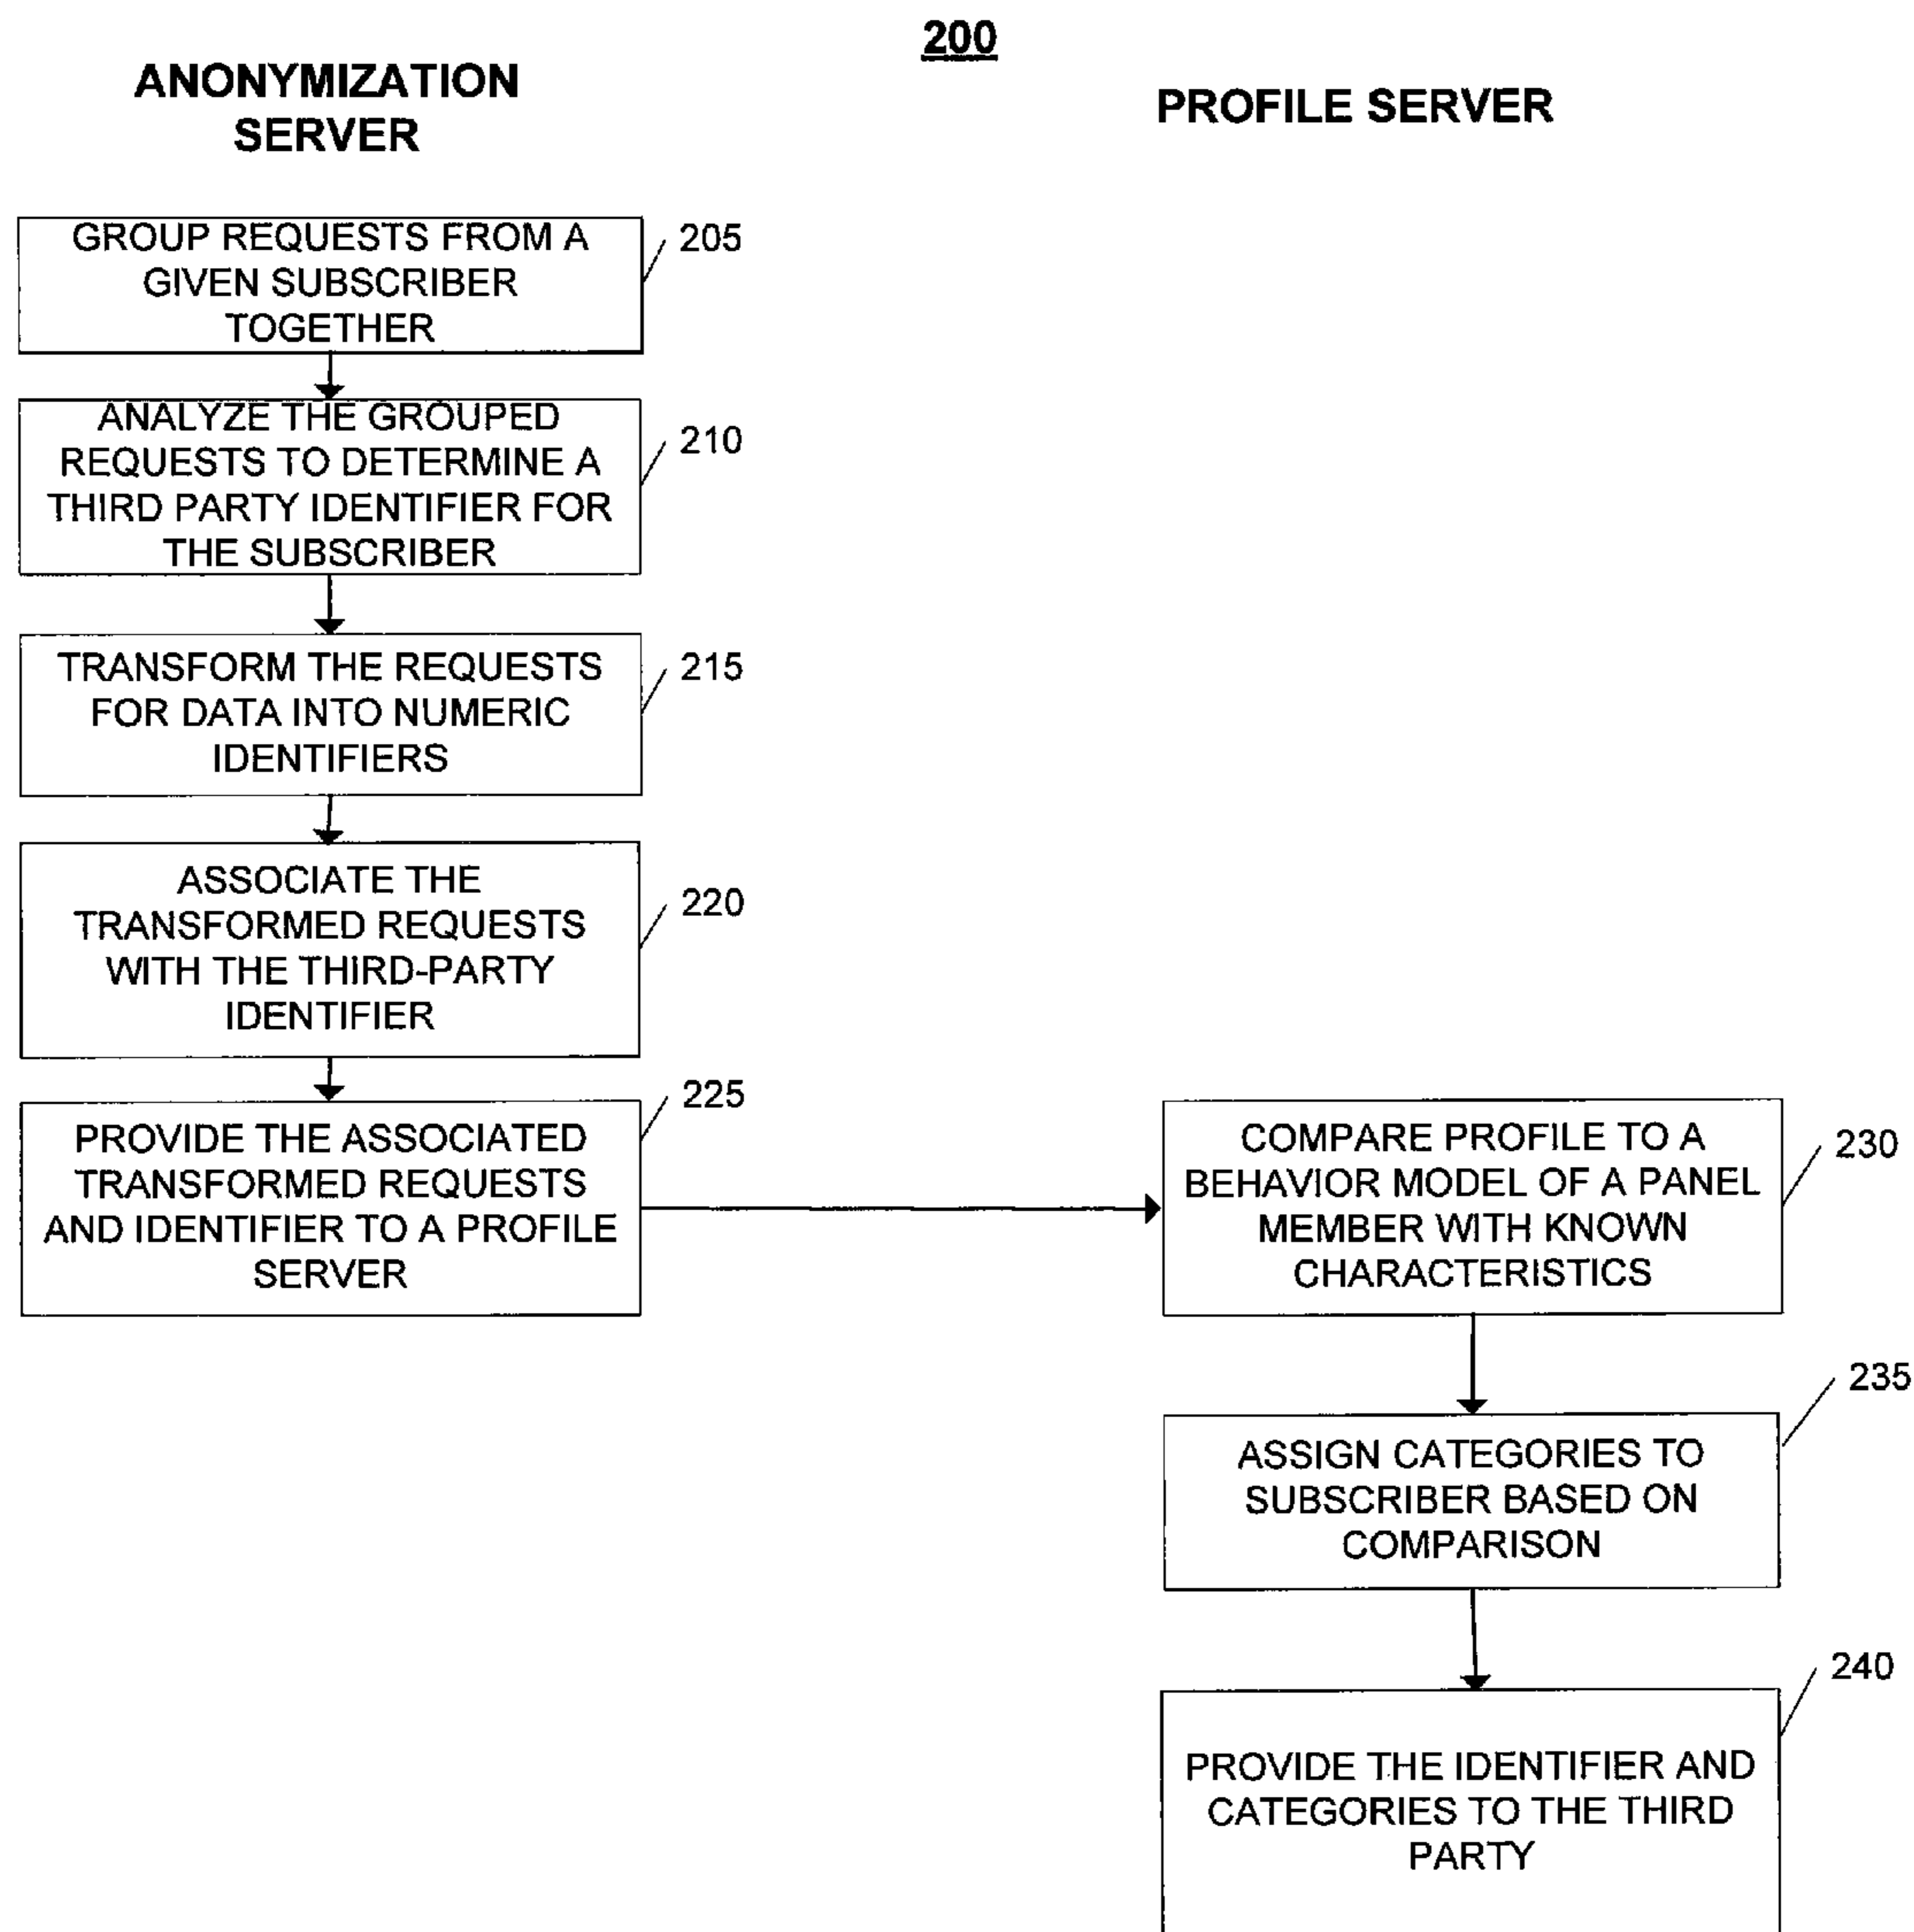 200
ANONYMIZATION
SERVER
PROFILE SERVER
GROUP REQUESTS FROM A
GIVEN SUBSCRIBER
TOGETHER
205
ANALYZE THE GROUPED
REQUESTS TO DETERMINE A
THIRD PARTY IDENTIFIER FOR
THE SUBSCRIBER
210
TRANSFORM THE REQUESTS
FOR DATA INTO NUMERIC
IDENTIFIERS
215
ASSOCIATE THE
TRANSFORMED REQUESTS
WITH THE THIRD-PARTY
IDENTIFIER
220
PROVIDE THE ASSOCIATED
TRANSFORMED REQUESTS
AND IDENTIFIER TO A PROFILE
SERVER
225
COMPARE PROFILE TO A
BEHAVIOR MODEL OF A PANEL
MEMBER WITH KNOWN
CHARACTERISTICS
230
ASSIGN CATEGORIES TO
SUBSCRIBER BASED ON
COMPARISON
235
PROVIDE THE IDENTIFIER AND
CATEGORIES TO THE THIRD
PARTY
240